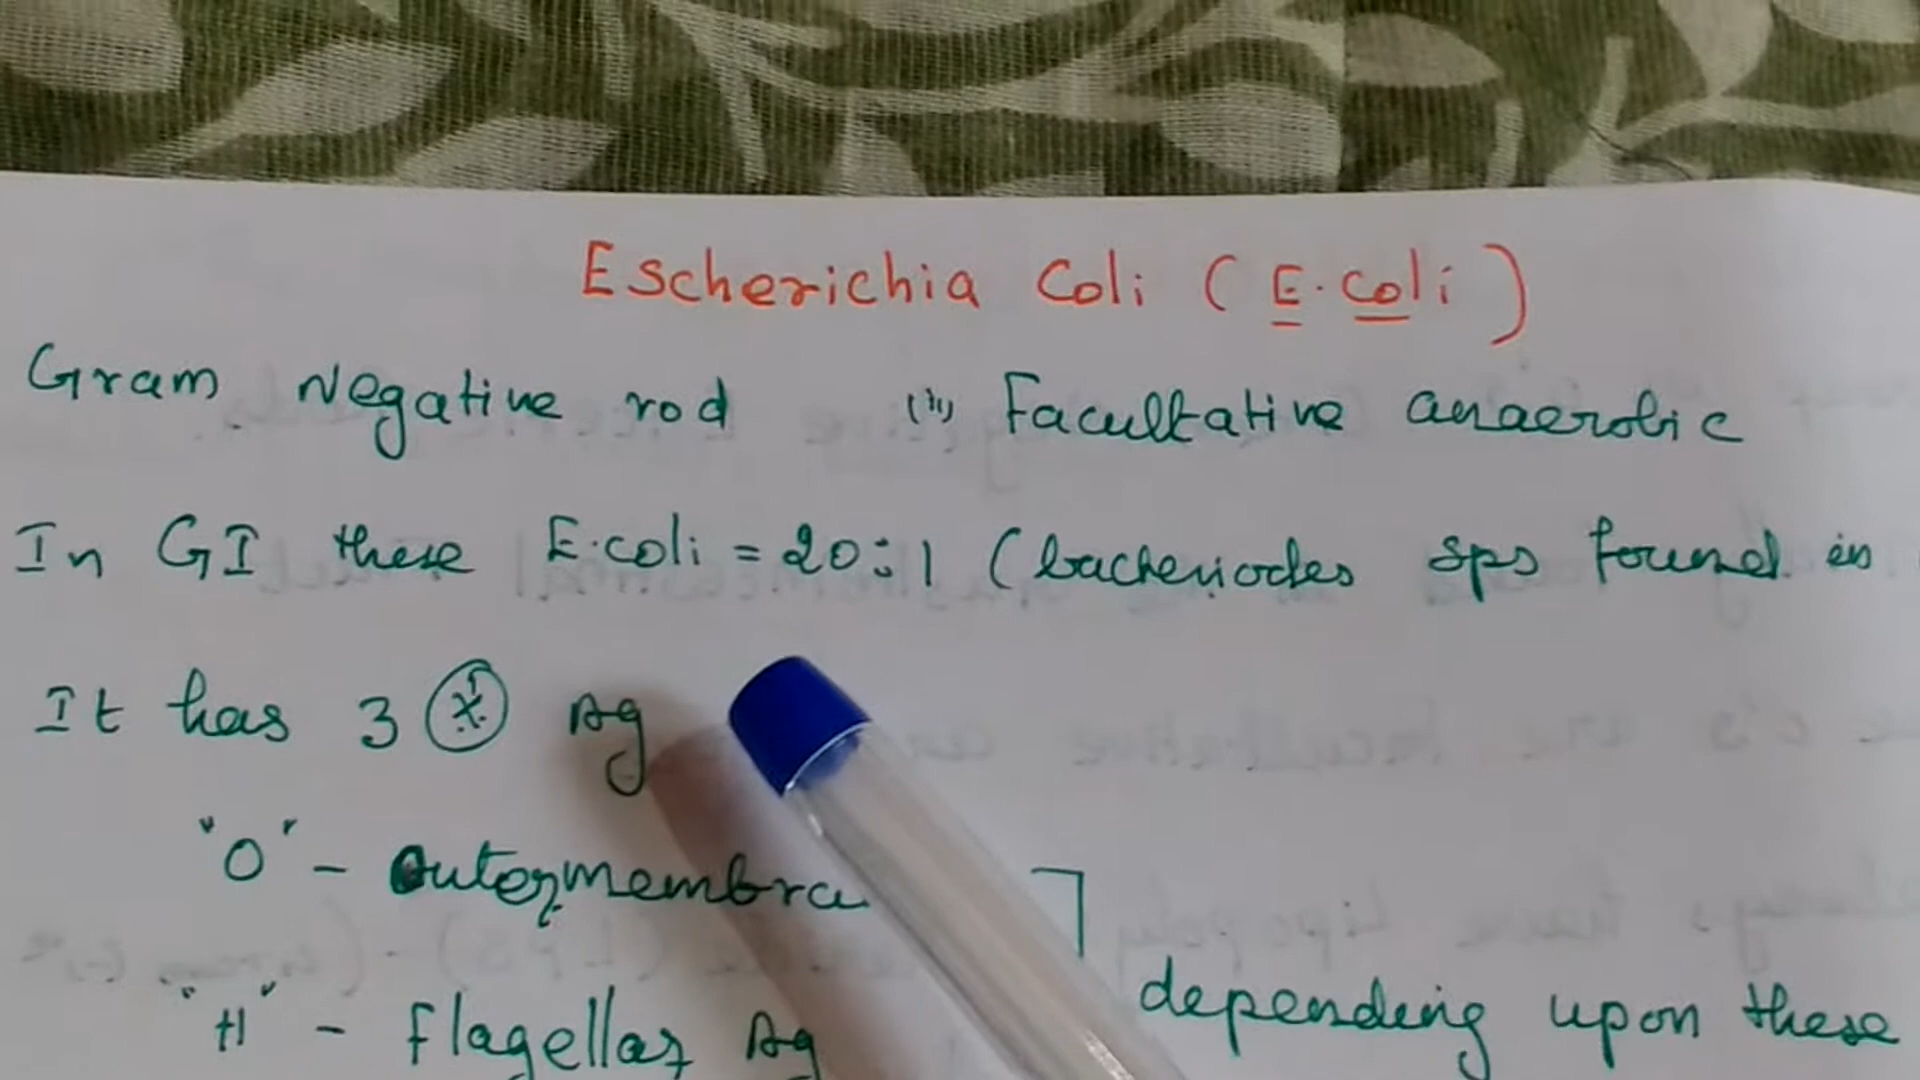 Escherichia Coli (E.coli)
Gram Negative rod (ii) Facultative anaerobic
In GI these E.coli = 20:1 (bacteriodes sps found in
It has 3 Ag
"O" - Outermembra
"H" - flagellar Ag
depending upon these